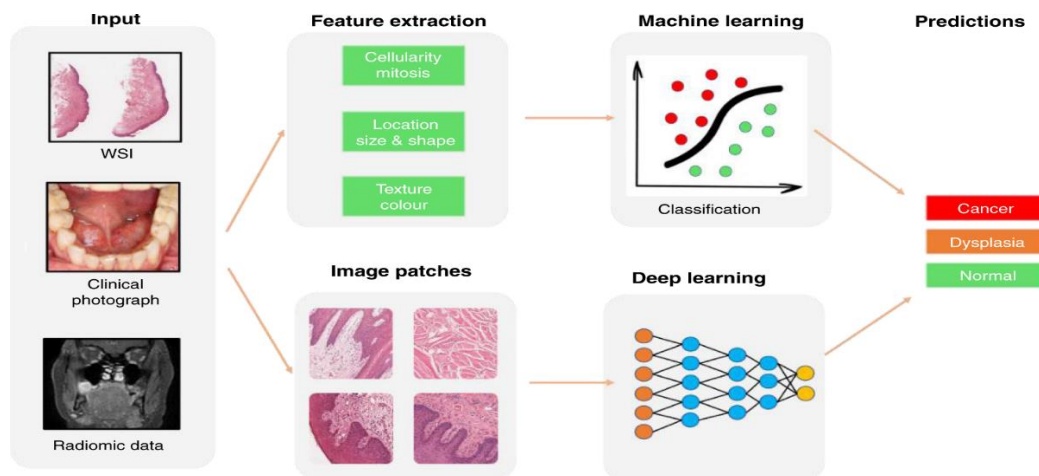 Input
WSI
Clinical
photograph
Radiomic data
Feature extraction
Cellularity
mitosis
Location
size & shape
Texture
colour
Machine learning
Classification
Image patches
Deep learning
Predictions
Cancer
Dysplasia
Normal